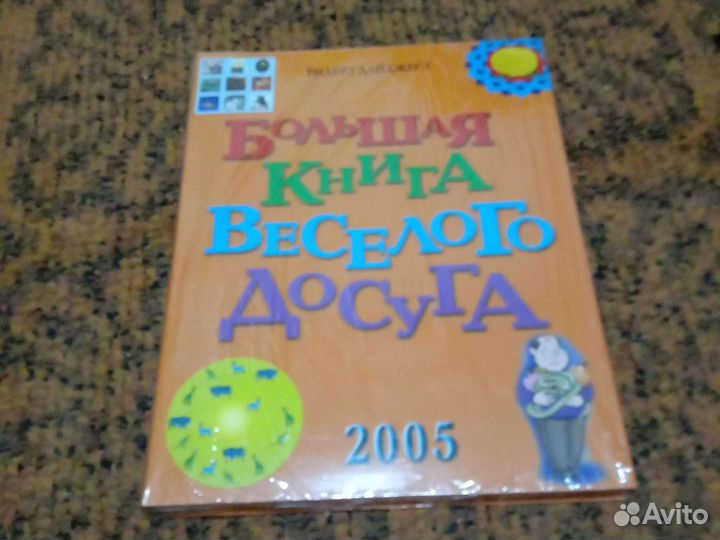 РИДЕРЗ ДАЙДЖЕСТ
БОЛЬШАЯ
КНИГА
ВЕСЕЛОГО
ДОСУГА
2005
Avito